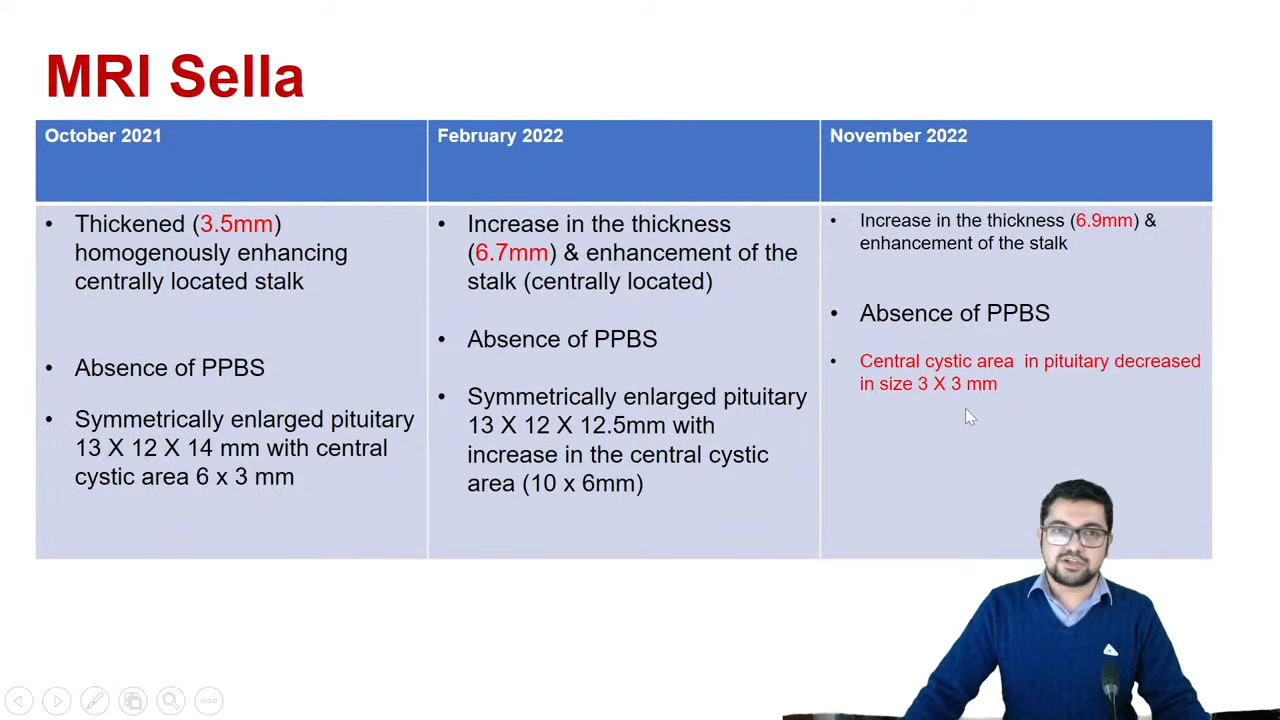 MRI Sella
October 2021
February 2022
November 2022
• Thickened (3.5mm)
homogenously enhancing
centrally located stalk
• Absence of PPBS
• Symmetrically enlarged pituitary
13 X 12 X 14 mm with central
cystic area 6 x 3 mm
• Increase in the thickness
(6.7mm) & enhancement of the
stalk (centrally located)
• Absence of PPBS
• Symmetrically enlarged pituitary
13 X 12 X 12.5mm with
increase in the central cystic
area (10 x 6mm)
• Increase in the thickness (6.9mm) &
enhancement of the stalk
• Absence of PPBS
• Central cystic area in pituitary decreased
in size 3 X 3 mm